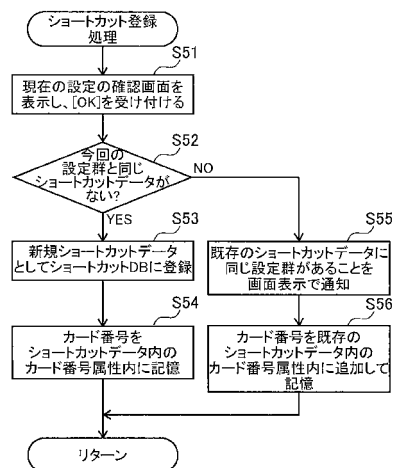 ショートカット登録
処理
S51
現在の設定の確認画面を
表示し、[OK]を受け付ける
S52
今回の
設定群と同じ
ショートカットデータが
ない?
NO
YES
S53
新規ショートカットデータ
としてショートカットDBに登録
S54
カード番号を
ショートカットデータ内の
カード番号属性内に記憶
S55
既存のショートカットデータに
同じ設定群があることを
画面表示で通知
S56
カード番号を既存の
ショートカットデータ内の
カード番号属性内に追加して
記憶
リターン